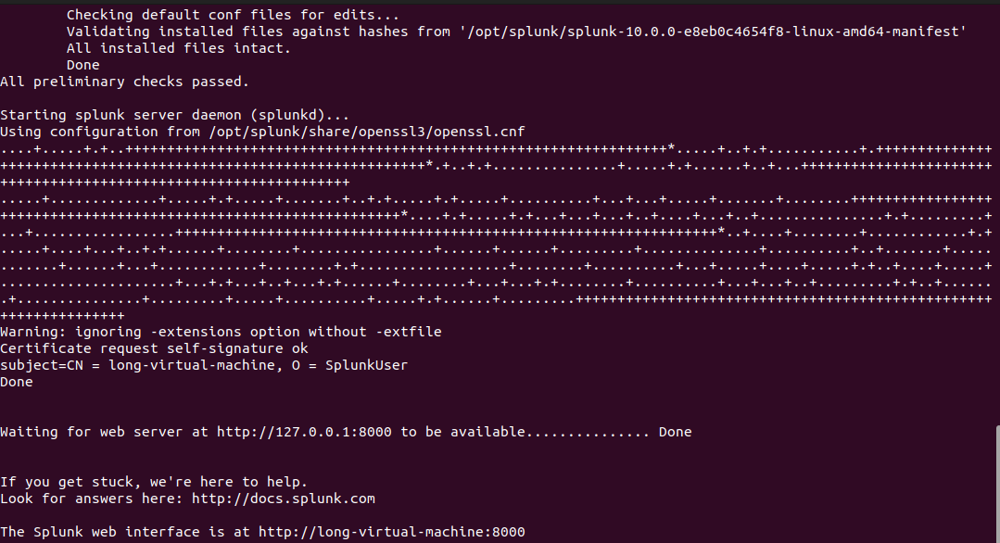 Checking default conf files for edits...
Validating installed files against hashes from '/opt/splunk/splunk-10.0.0-e8eb0c4654f8-linux-amd64-manifest'
All installed files intact.
Done
All preliminary checks passed.
Starting splunk server daemon (splunkd)...
Using configuration from /opt/splunk/share/openssl3/openssl.cnf
Warning: ignoring -extensions option without -extfile
Certificate request self-signature ok
subject=CN = long-virtual-machine, O = SplunkUser
Done
Waiting for web server at http://127.0.0.1:8000 to be available............... Done
If you get stuck, we're here to help.
Look for answers here: http://docs.splunk.com
The Splunk web interface is at http://long-virtual-machine:8000